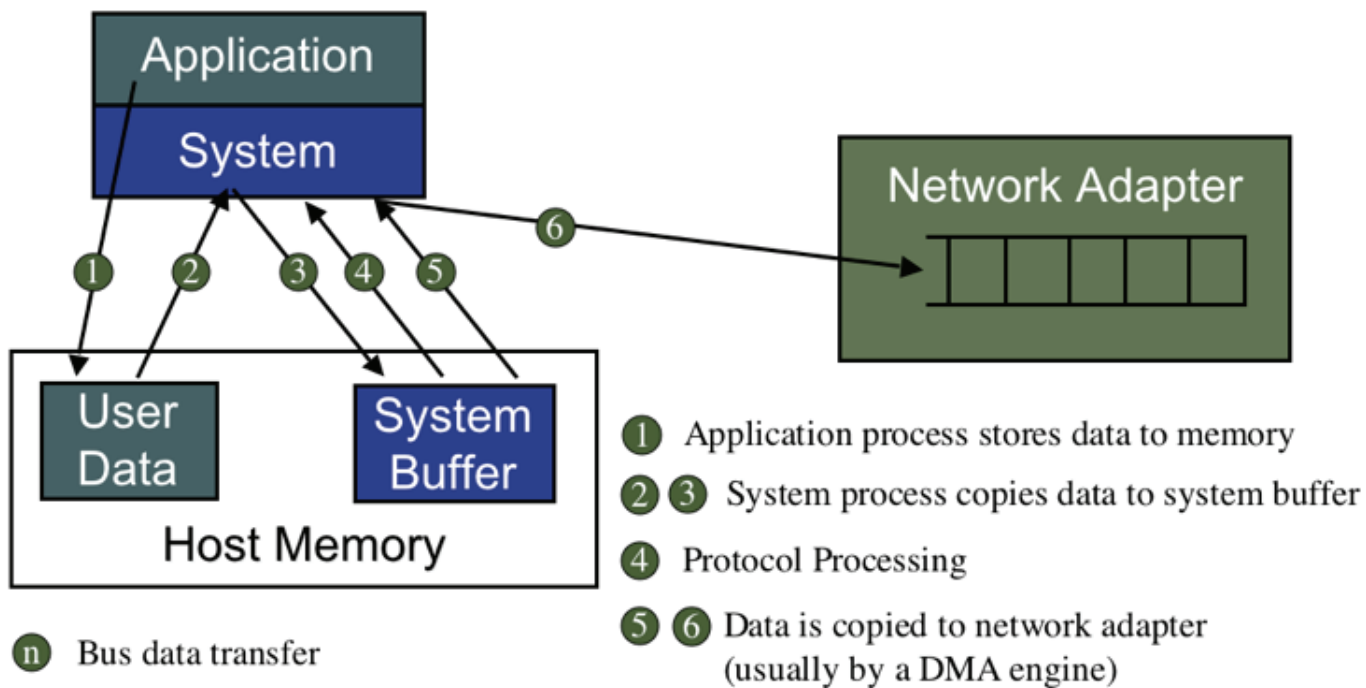 Application
System
Network Adapter
6
1
2
3
4
5
User
Data
System
Buffer
Host Memory
n Bus data transfer
1 Application process stores data to memory
2 3 System process copies data to system buffer
4 Protocol Processing
5 6 Data is copied to network adapter
(usually by a DMA engine)